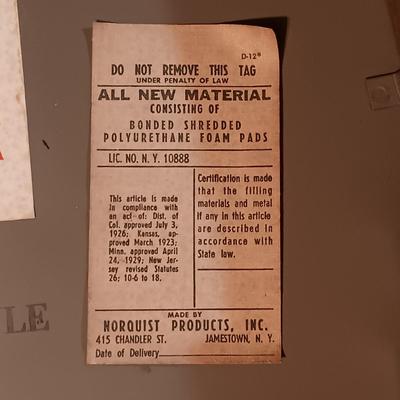 D-12®
DO NOT REMOVE THIS TAG
UNDER PENALTY OF LAW
ALL NEW MATERIAL
CONSISTING OF
BONDED SHREDDED
POLYURETHANE FOAM PADS
LIC. NO. N. Y. 10888
This article is made
in compliance with
an act of: Dist. of
Col. approved July 3,
1926; Kansas, ap-
proved March 1923;
Minn. approved April
24, 1929; New Jer-
sey revised Statutes
26; 10-6 to 18.
Certification is made
that the filling
materials and metal
if any in this article
are described in
accordance with
State law.
MADE BY
NORQUIST PRODUCTS, INC.
415 CHANDLER ST. JAMESTOWN, N. Y.
Date of Delivery
LE